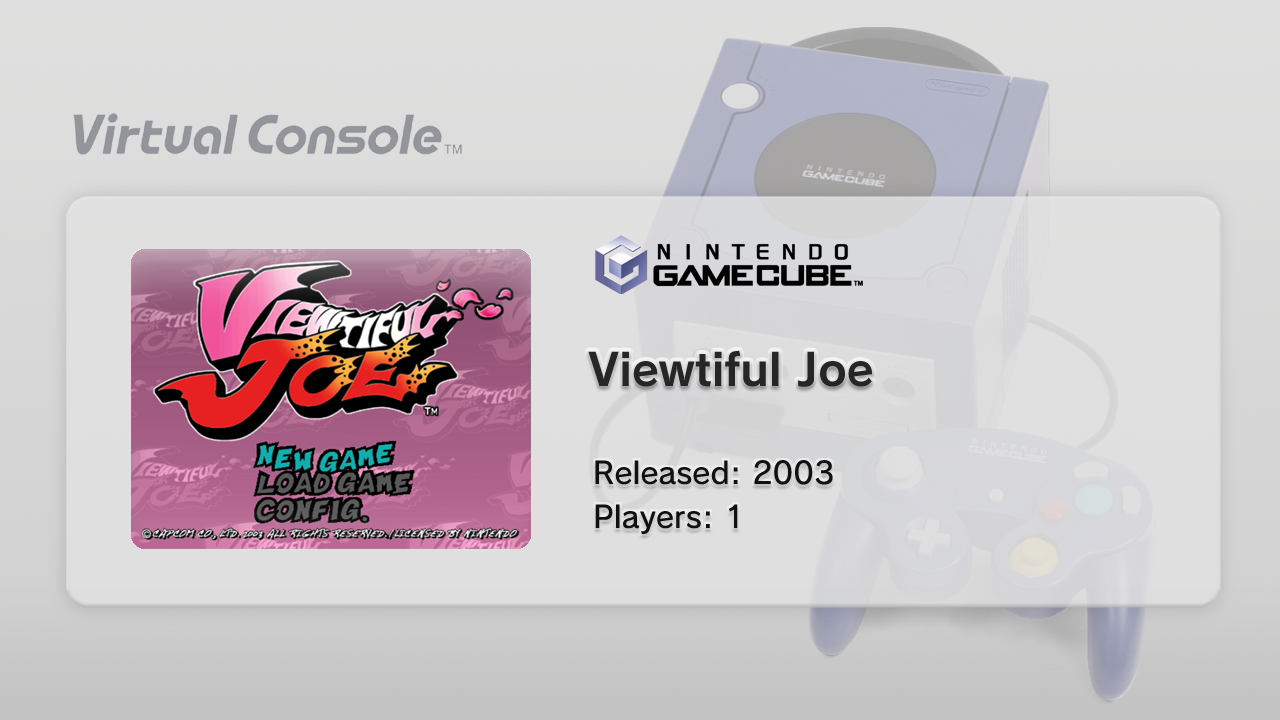 Virtual Console™
NINTENDO
GAMECUBE
NINTENDO
GAMECUBE™
VIEWTIFUL
JOE™
Viewtiful Joe
NEW GAME
LOAD GAME
CONFIG.
©CAPCOM CO., LTD. 2003 ALL RIGHTS RESERVED./LICENSED BY NINTENDO
Released: 2003
Players: 1
NINTENDO
GAMECUBE